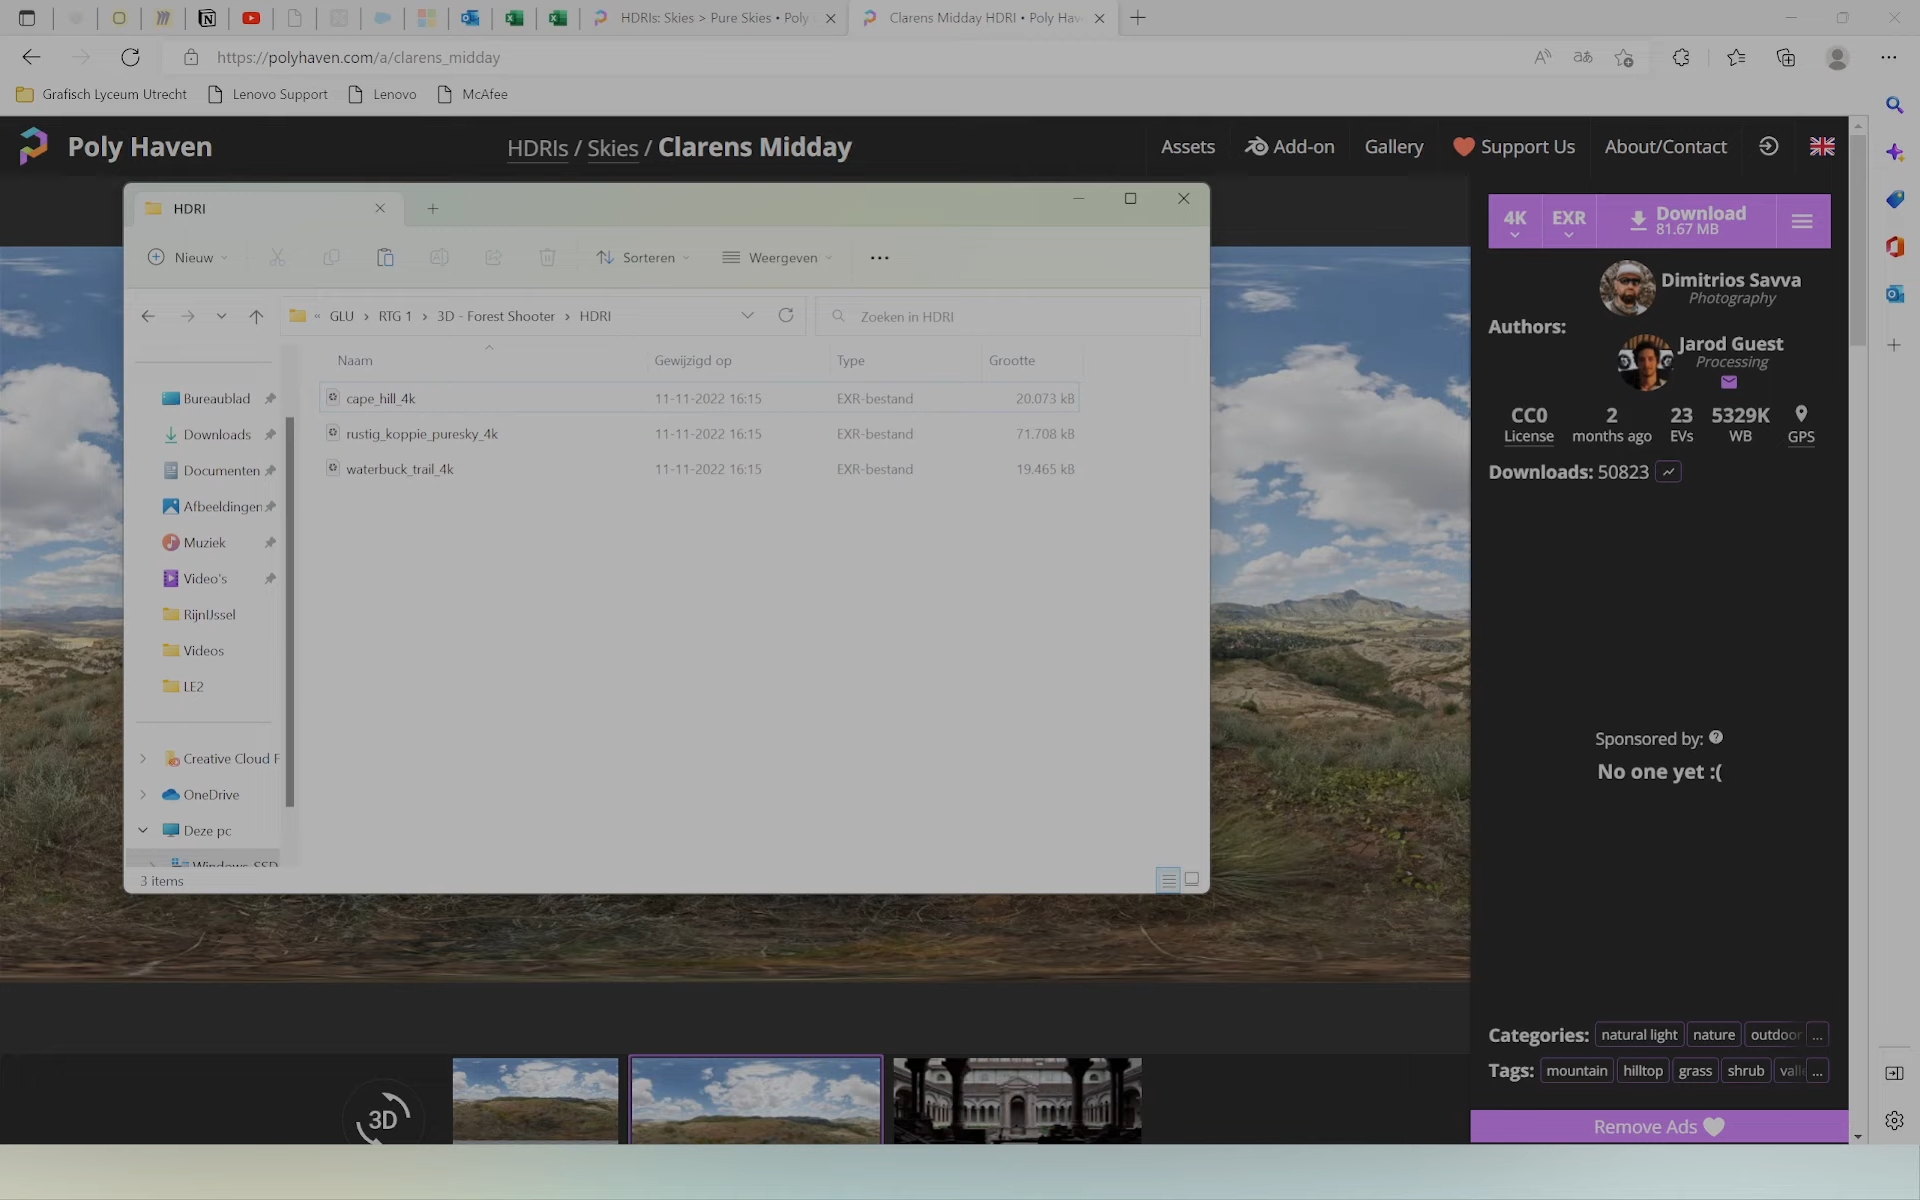 HDRIs: Skies > Pure Skies • Poly
Clarens Midday HDRI • Poly Hav
https://polyhaven.com/a/clarens_midday
Grafisch Lyceum Utrecht
Lenovo Support
Lenovo
McAfee
Poly Haven
HDRIs / Skies / Clarens Midday
Assets
Add-on
Gallery
Support Us
About/Contact
HDRI
Nieuw
Sorteren
Weergeven
« GLU > RTG 1 > 3D - Forest Shooter > HDRI
Zoeken in HDRI
Naam Gewijzigd op Type Grootte
cape_hill_4k 11-11-2022 16:15 EXR-bestand 20.073 kB
rustig_koppie_puresky_4k 11-11-2022 16:15 EXR-bestand 71.708 kB
waterbuck_trail_4k 11-11-2022 16:15 EXR-bestand 19.465 kB
Bureaublad
Downloads
Documenten
Afbeeldingen
Muziek
Video's
RijnIJssel
Videos
LE2
Creative Cloud F
OneDrive
Deze pc
Windows-SSD
3 items
4K
EXR
Download
81.67 MB
Authors:
Dimitrios Savva
Photography
Jarod Guest
Processing
CC0 2 23 5329K
License months ago EVs WB GPS
Downloads: 50823
Sponsored by:
No one yet :(
Categories: natural light nature outdoor ...
Tags: mountain hilltop grass shrub vall ...
Remove Ads
3D